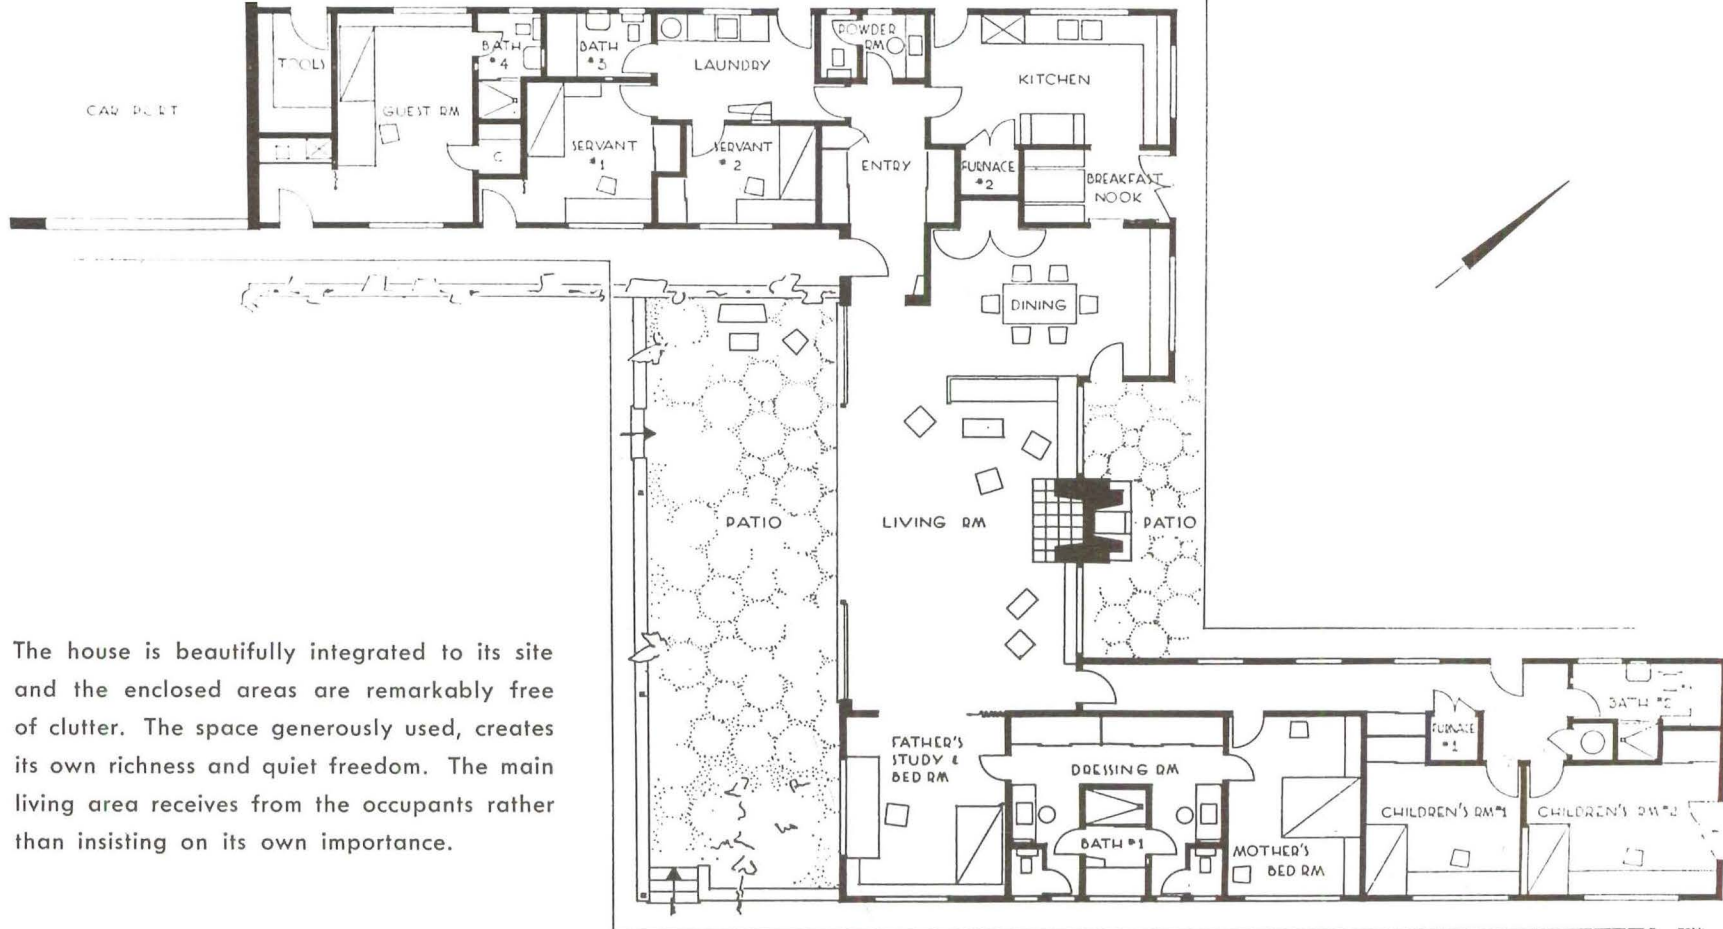 CAR PORT
TOOLS
GUEST RM
BATH
#4
BATH
#3
LAUNDRY
POWDER
RM
KITCHEN
C
SERVANT
#1
SERVANT
#2
ENTRY
FURNACE
#2
BREAKFAST
NOOK
DINING
PATIO
LIVING RM
PATIO
The house is beautifully integrated to its site
and the enclosed areas are remarkably free
of clutter. The space generously used, creates
its own richness and quiet freedom. The main
living area receives from the occupants rather
than insisting on its own importance.
FATHER'S
STUDY &
BED RM
DRESSING RM
BATH #1
MOTHER'S
BED RM
FURNACE
#1
BATH #2
CHILDREN'S RM #1
CHILDREN'S RM #2